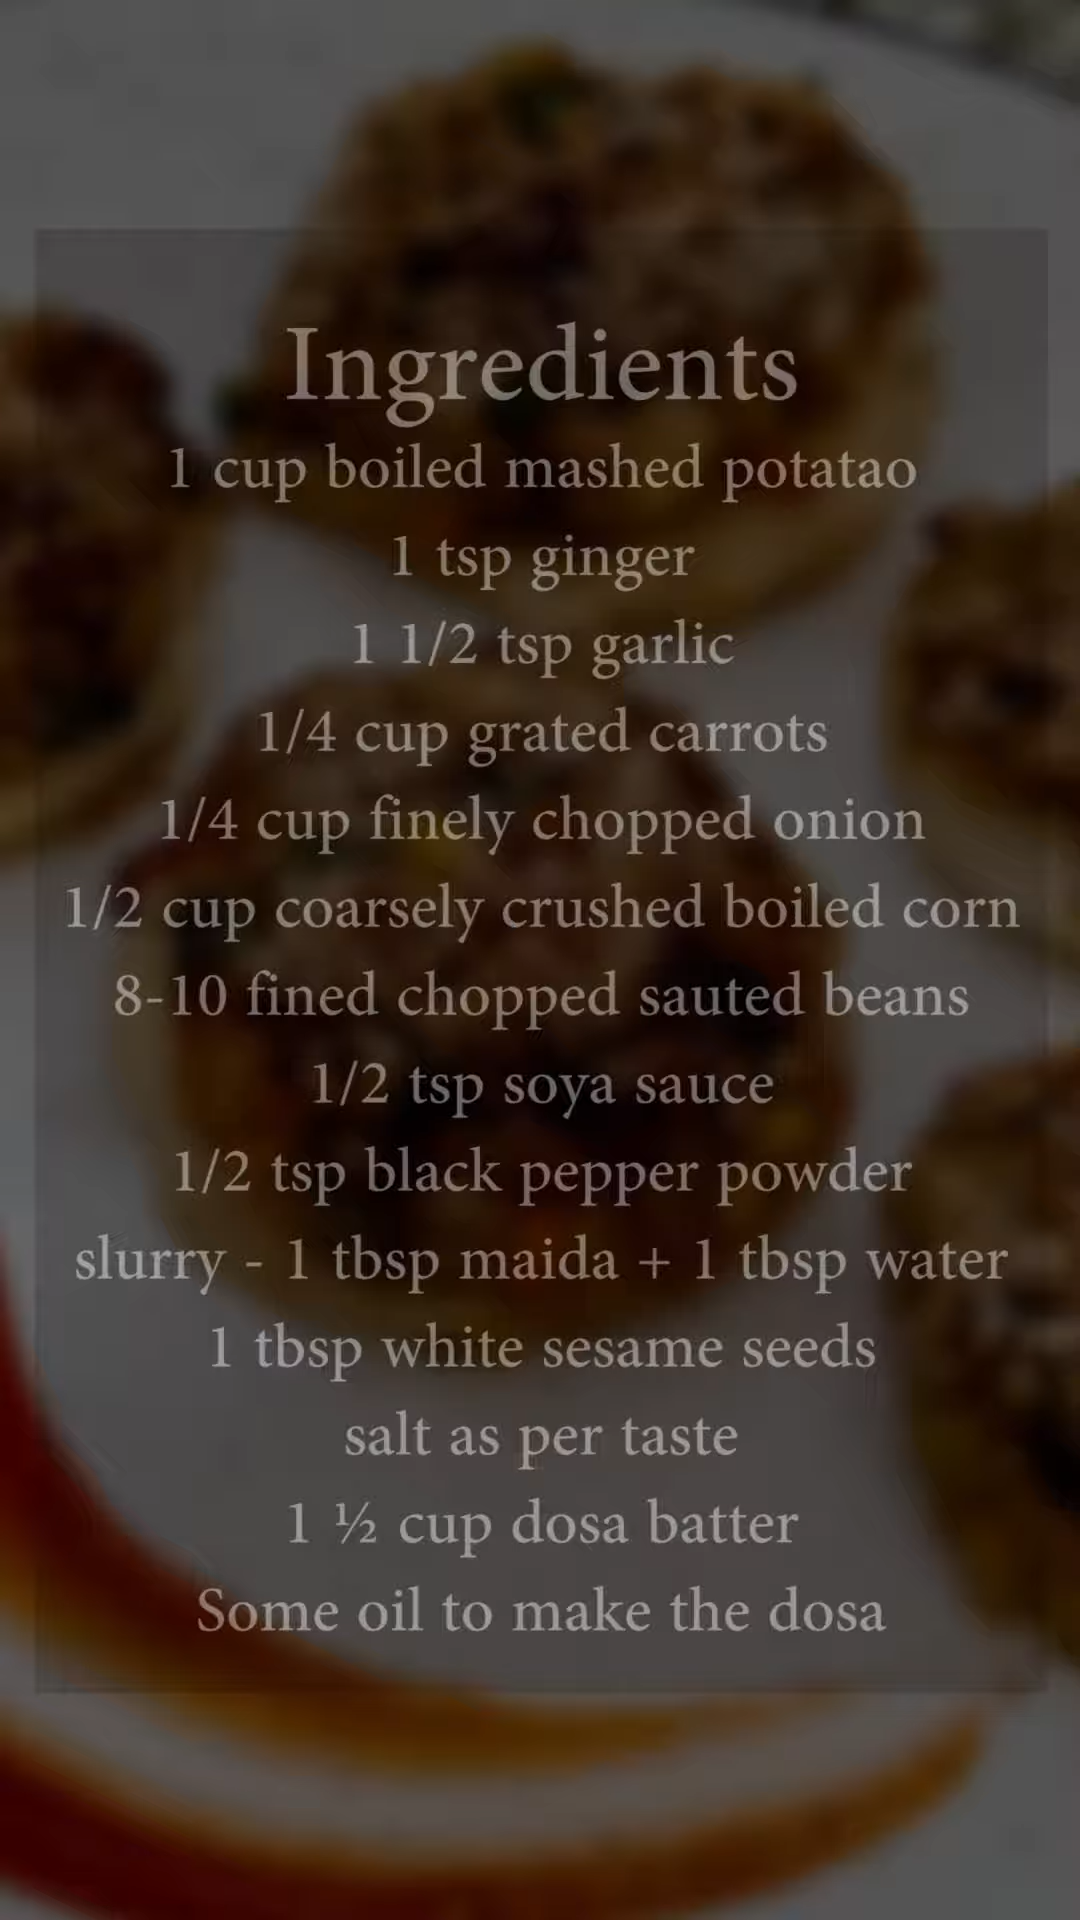 Ingredients
1 cup boiled mashed potatao
1 tsp ginger
1 1/2 tsp garlic
1/4 cup grated carrots
1/4 cup finely chopped onion
1/2 cup coarsely crushed boiled corn
8-10 fined chopped sauted beans
1/2 tsp soya sauce
1/2 tsp black pepper powder
slurry - 1 tbsp maida + 1 tbsp water
1 tbsp white sesame seeds
salt as per taste
1 ½ cup dosa batter
Some oil to make the dosa